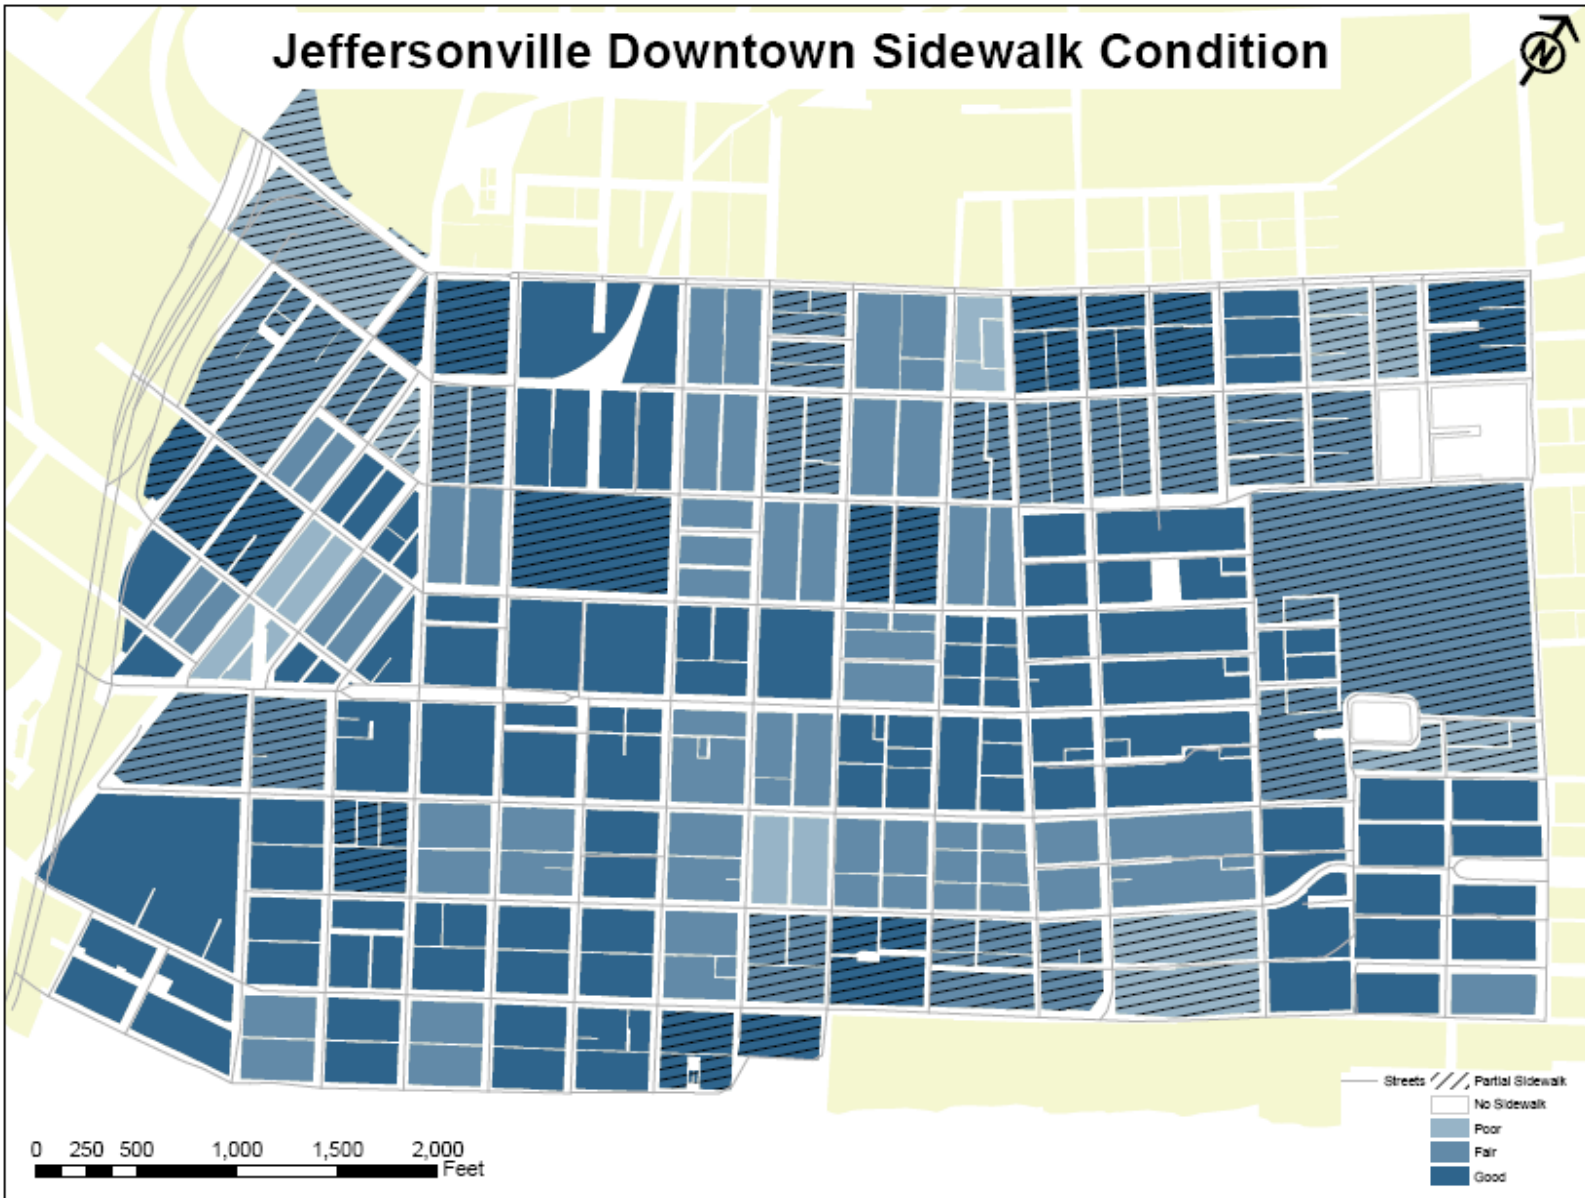 Jeffersonville Downtown Sidewalk Condition
N
Streets Partial Sidewalk
No Sidewalk
Poor
Fair
Good
0 250 500 1,000 1,500 2,000
Feet